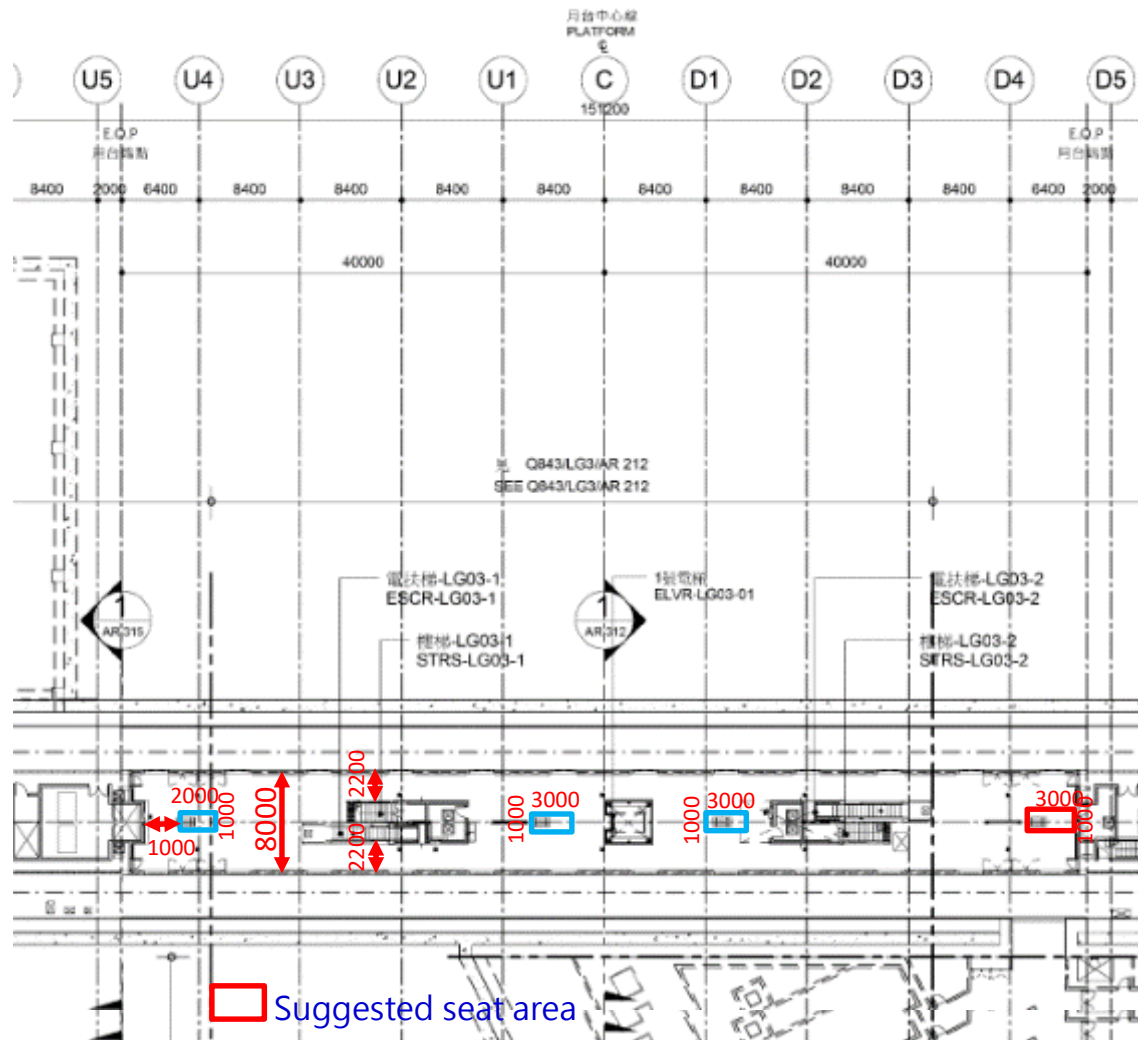 月台中心線
PLATFORM
℄
U5 U4 U3 U2 U1 C D1 D2 D3 D4 D5
151200
E.O.P
月台端點
E.O.P
月台端點
8400 2000 6400 8400 8400 8400 8400 8400 8400 8400 8400 6400 2000
40000 40000
見 Q843/LG3/AR 212
SEE Q843/LG3/AR 212
電扶梯-LG03-1
ESCR-LG03-1
1號電梯
ELVR-LG03-01
電扶梯-LG03-2
ESCR-LG03-2
1
AR 315
1
AR 312
樓梯-LG03-1
STRS-LG03-1
樓梯-LG03-2
STRS-LG03-2
2200
2000
1000
8000
1000
2200
1000
3000
1000
3000
3000
1000
Suggested seat area